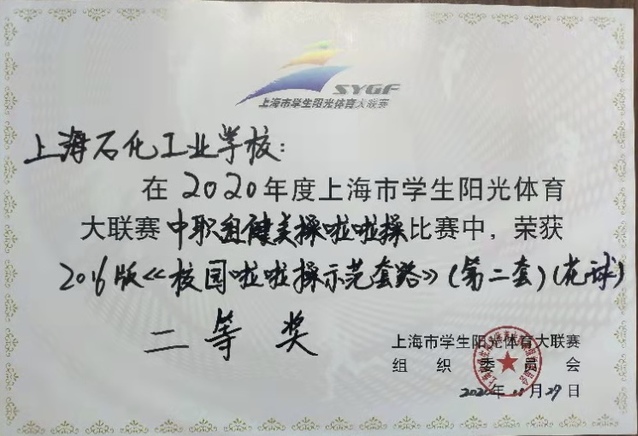 SYGF
上海市学生阳光体育大联赛
上海石化工业学校：
在2020年度上海市学生阳光体育
大联赛中职组健美操啦啦操比赛中，荣获
2016版《校园啦啦操示范套路》(第二套)(花球)
二等奖
上海市学生阳光体育大联赛
组织委员会
2020年11月29日